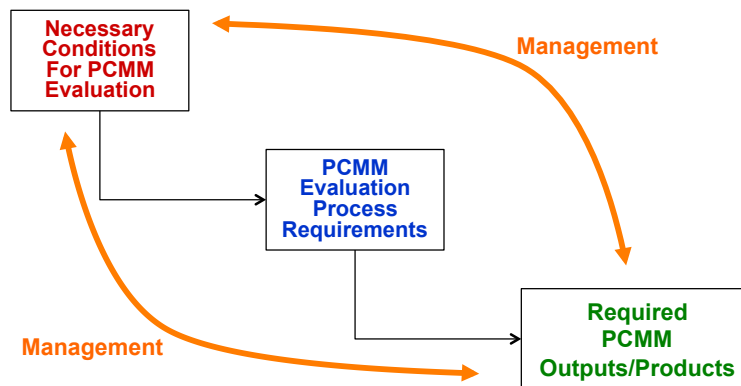 Necessary
Conditions
For PCMM
Evaluation
Management
PCMM
Evaluation
Process
Requirements
Management
Required
PCMM
Outputs/Products